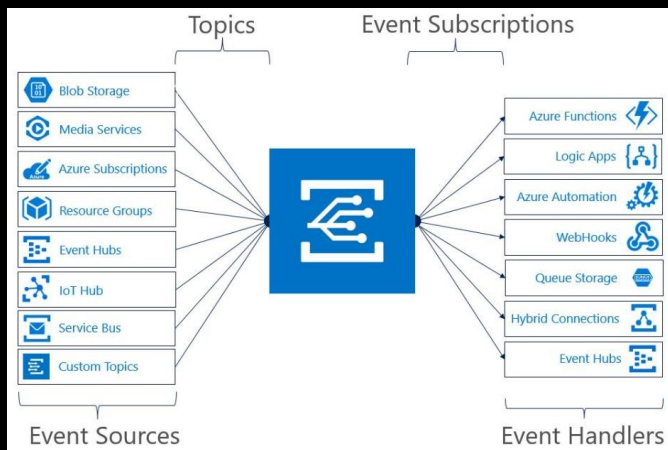 Topics
Event Subscriptions
Blob Storage
Media Services
Azure Subscriptions
Azure
Resource Groups
Event Hubs
IoT Hub
Service Bus
Custom Topics
Event Sources
Azure Functions
Logic Apps
Azure Automation
WebHooks
Queue Storage
Hybrid Connections
Event Hubs
Event Handlers